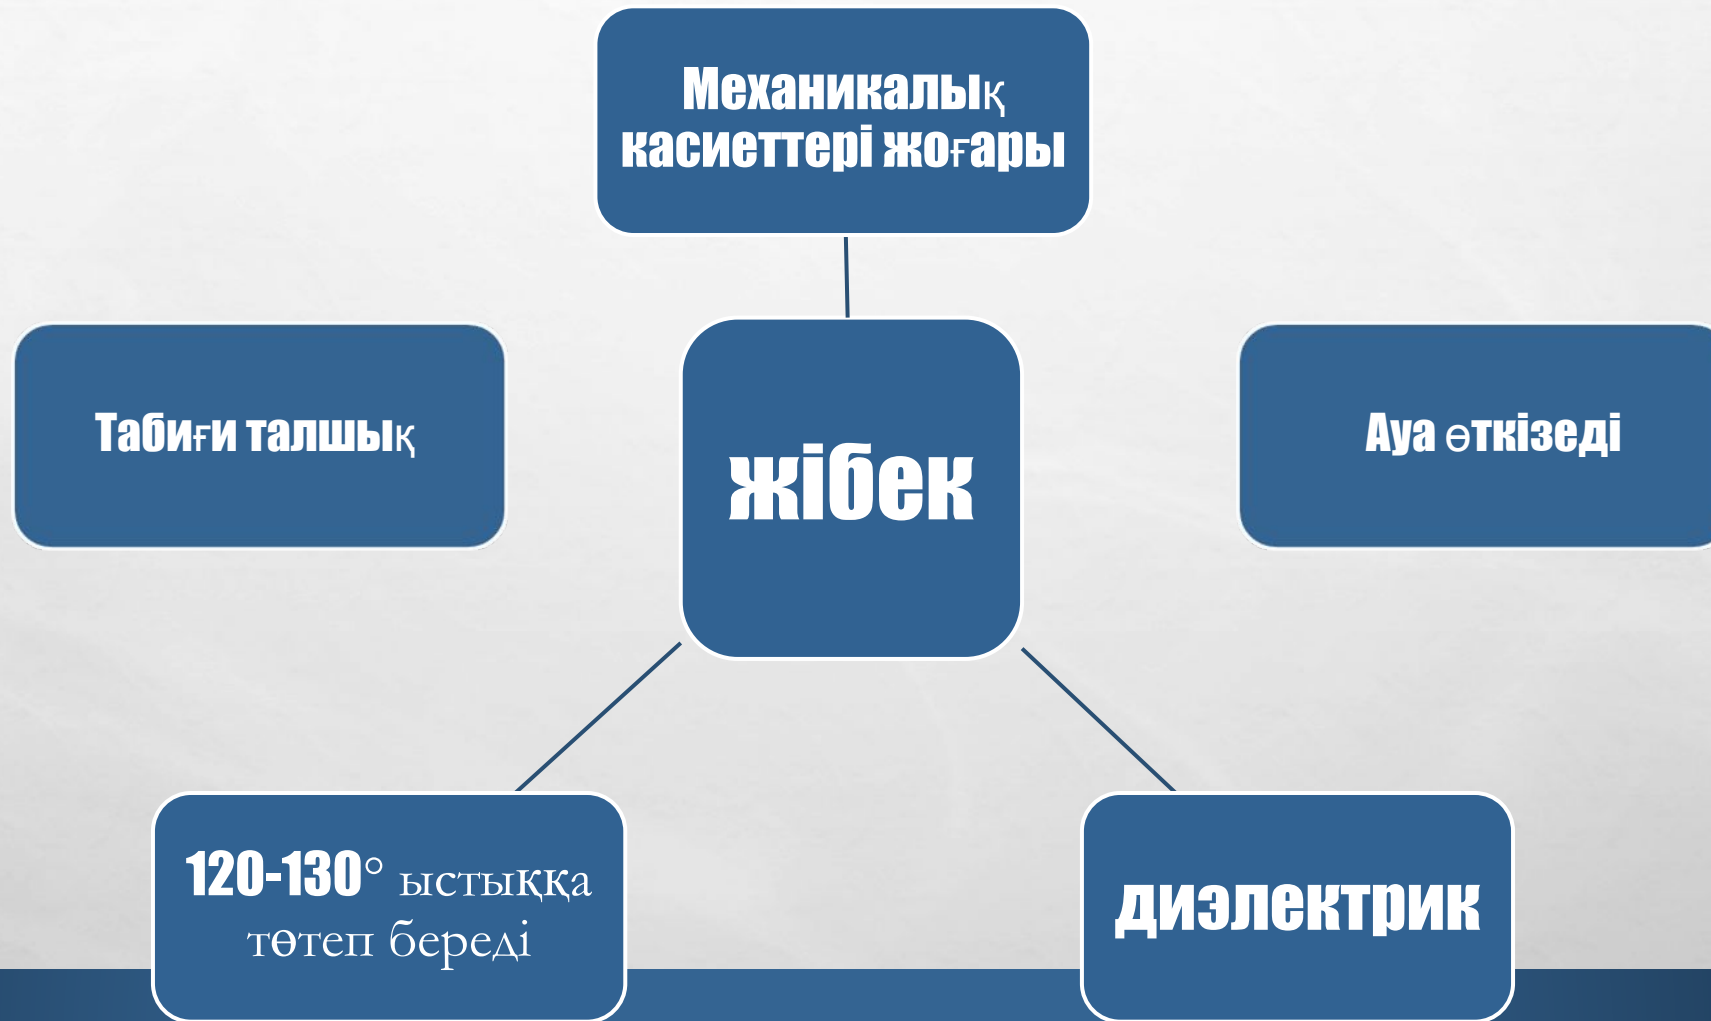 Механикалық
касиеттері жоғары
Табиғи талшық
жібек
Ауа өткізеді
120-130° ыстыққа
төтеп береді
диэлектрик